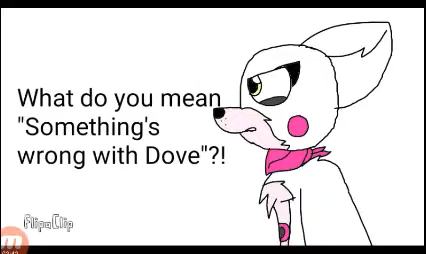 What do you mean
"Something's
wrong with Dove"?!
FlipaClip